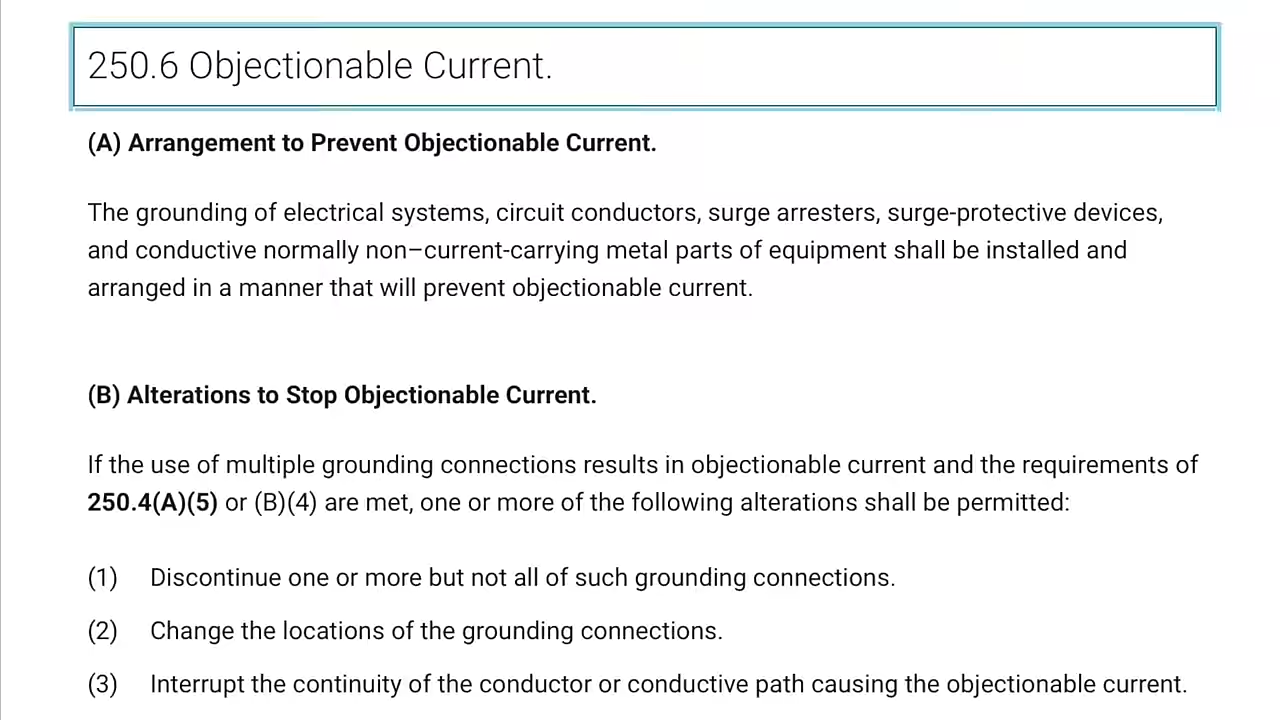 250.6 Objectionable Current.
(A) Arrangement to Prevent Objectionable Current.
The grounding of electrical systems, circuit conductors, surge arresters, surge-protective devices,
and conductive normally non–current-carrying metal parts of equipment shall be installed and
arranged in a manner that will prevent objectionable current.
(B) Alterations to Stop Objectionable Current.
If the use of multiple grounding connections results in objectionable current and the requirements of
250.4(A)(5) or (B)(4) are met, one or more of the following alterations shall be permitted:
(1) Discontinue one or more but not all of such grounding connections.
(2) Change the locations of the grounding connections.
(3) Interrupt the continuity of the conductor or conductive path causing the objectionable current.